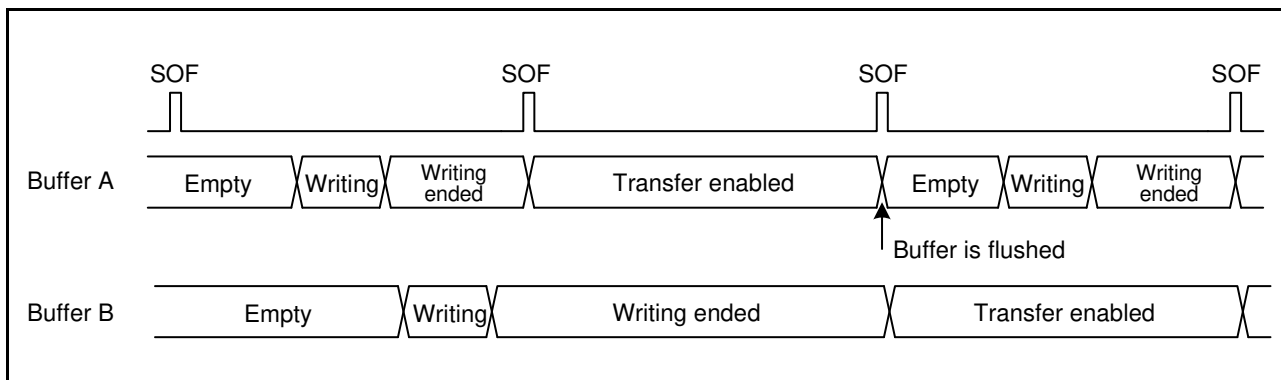 SOF SOF SOF SOF
Buffer A Empty Writing Writing ended Transfer enabled Empty Writing Writing ended
Buffer is flushed
Buffer B Empty Writing Writing ended Transfer enabled